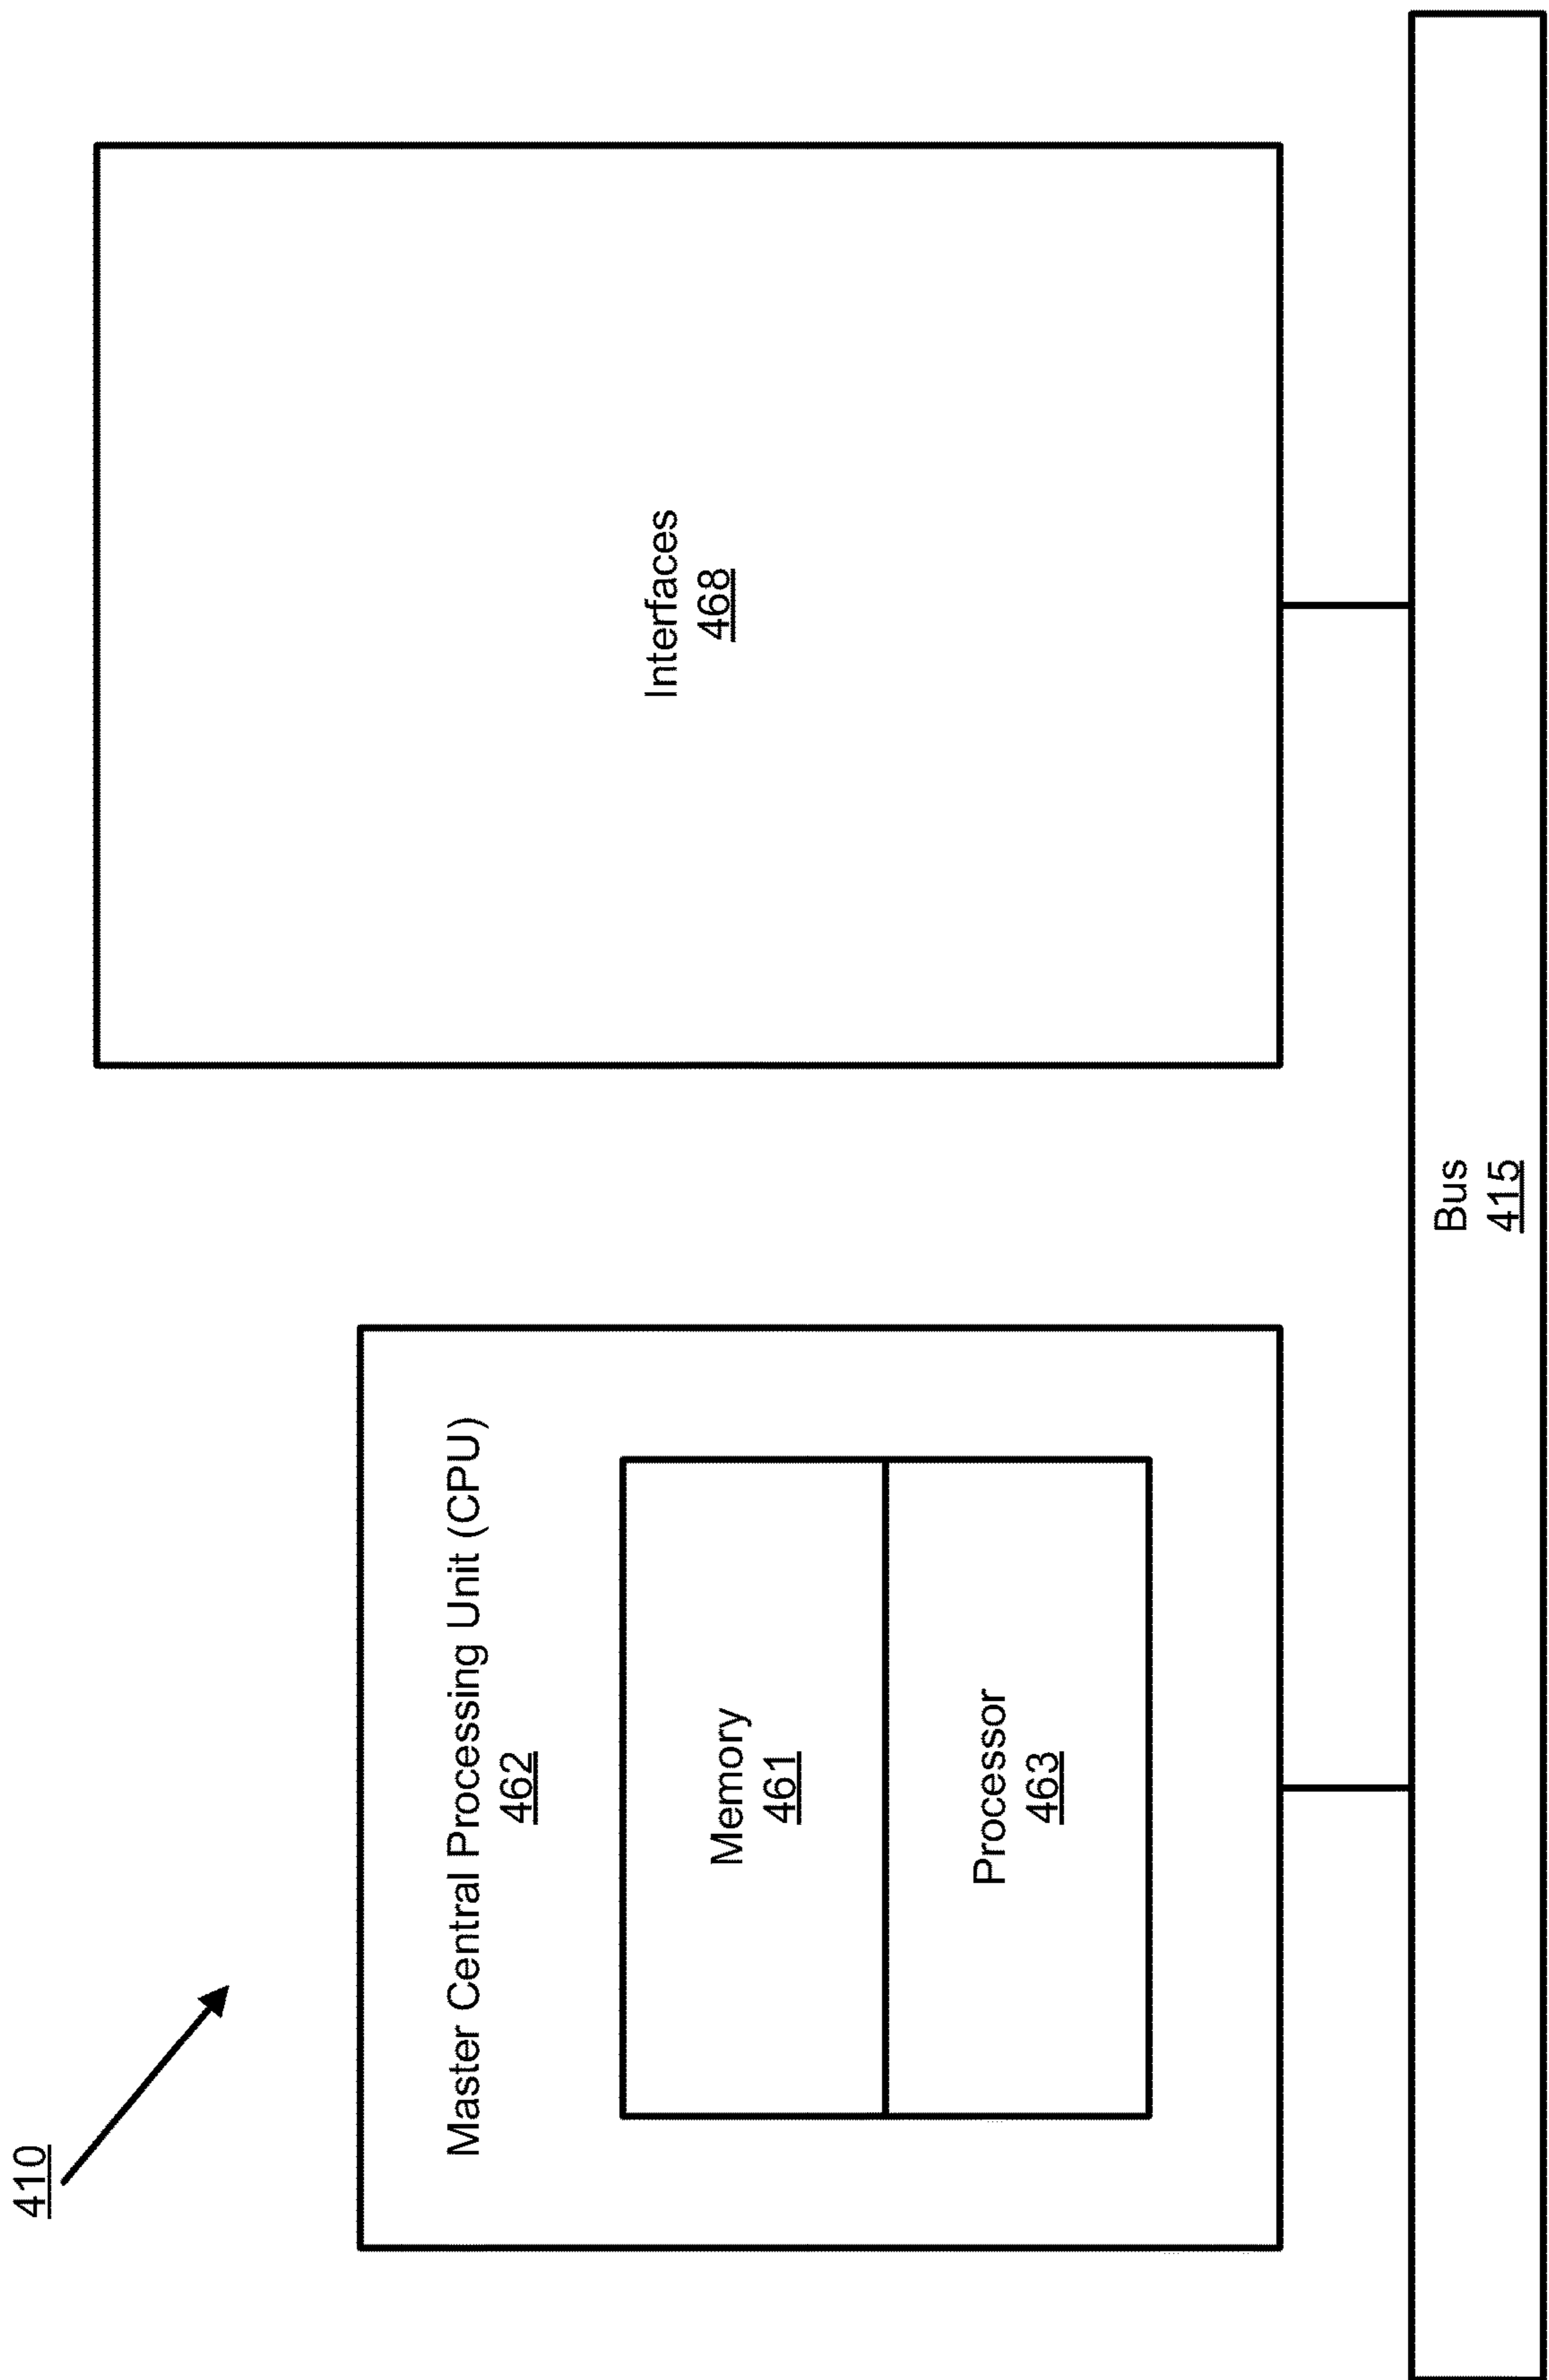 410
Master Central Processing Unit (CPU)
462
Memory
461
Processor
463
Interfaces
468
Bus
415